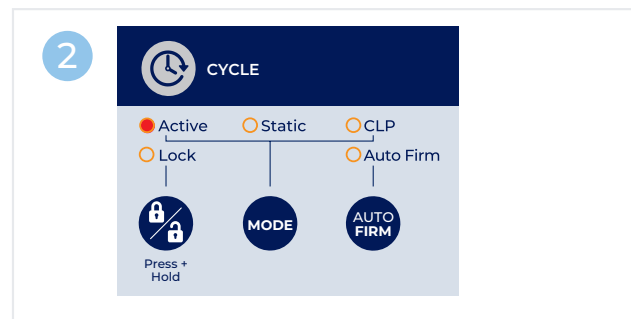 2
CYCLE
Active Static CLP
Lock Auto Firm
MODE
AUTO
FIRM
Press +
Hold